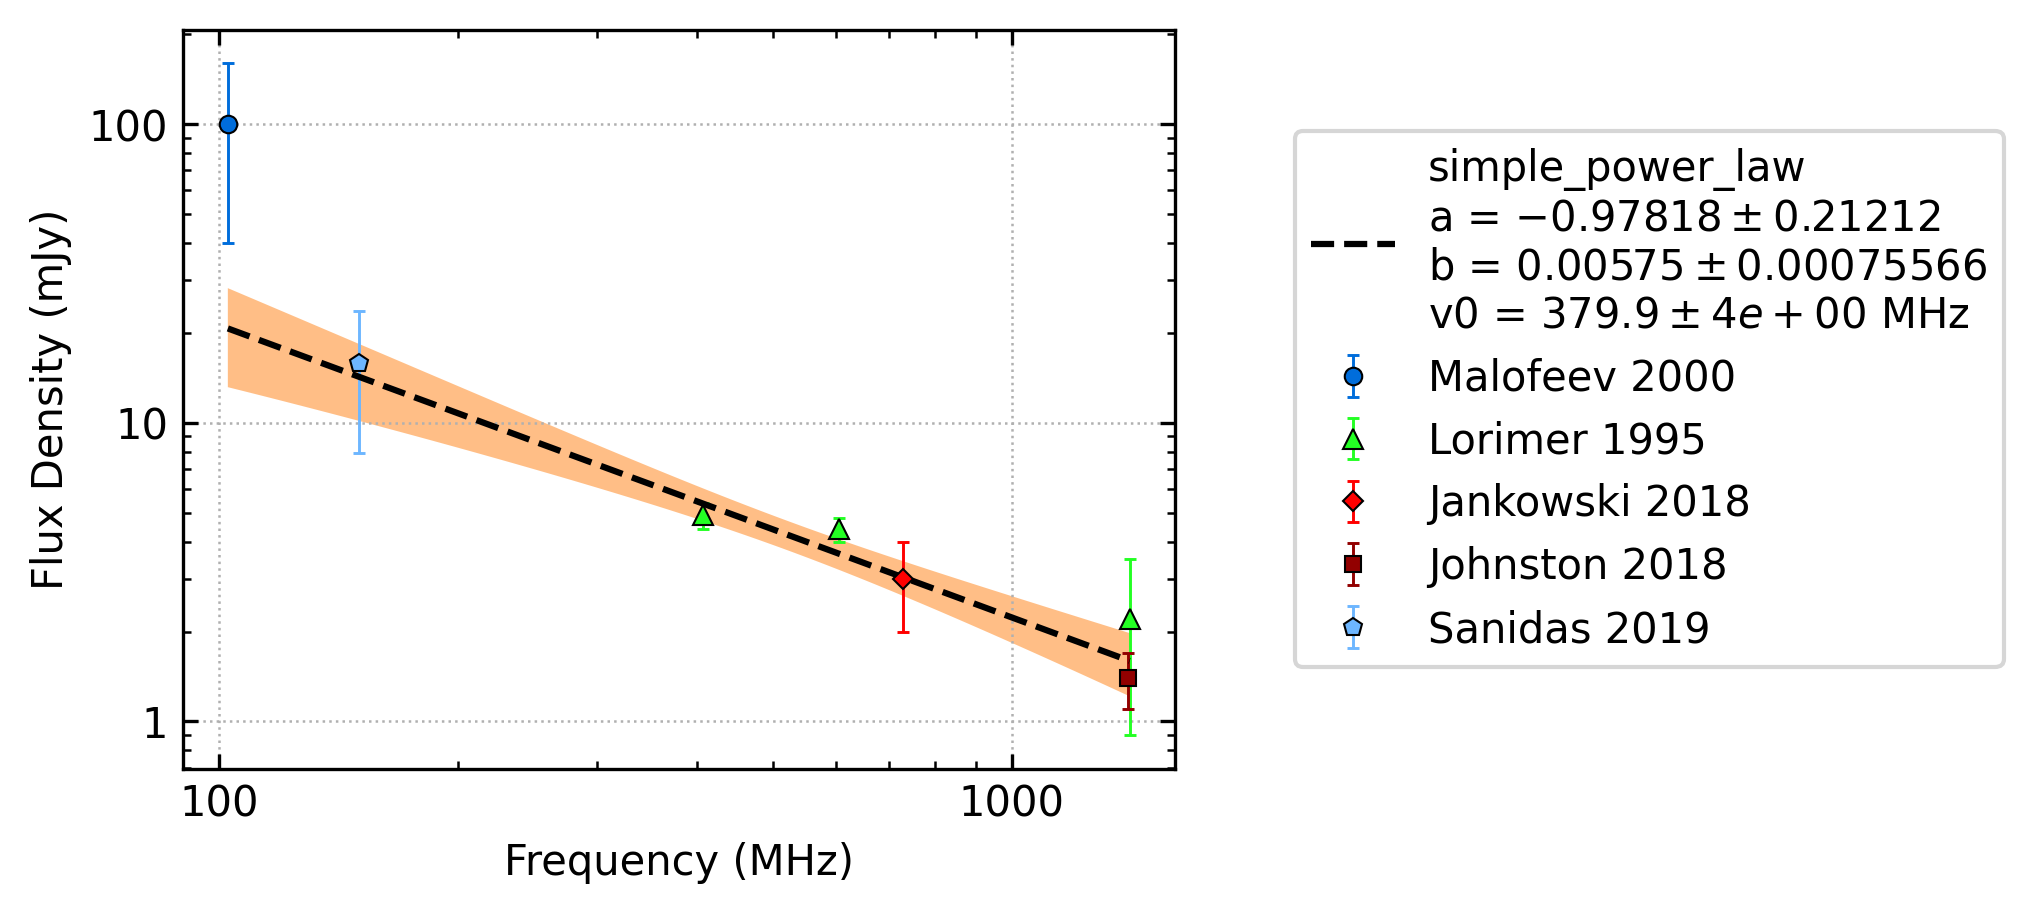 100
10
1
Flux Density (mJy)
100
1000
Frequency (MHz)
simple_power_law
a = −0.97818 ± 0.21212
b = 0.00575 ± 0.00075566
v0 = 379.9 ± 4e + 00 MHz
Malofeev 2000
Lorimer 1995
Jankowski 2018
Johnston 2018
Sanidas 2019